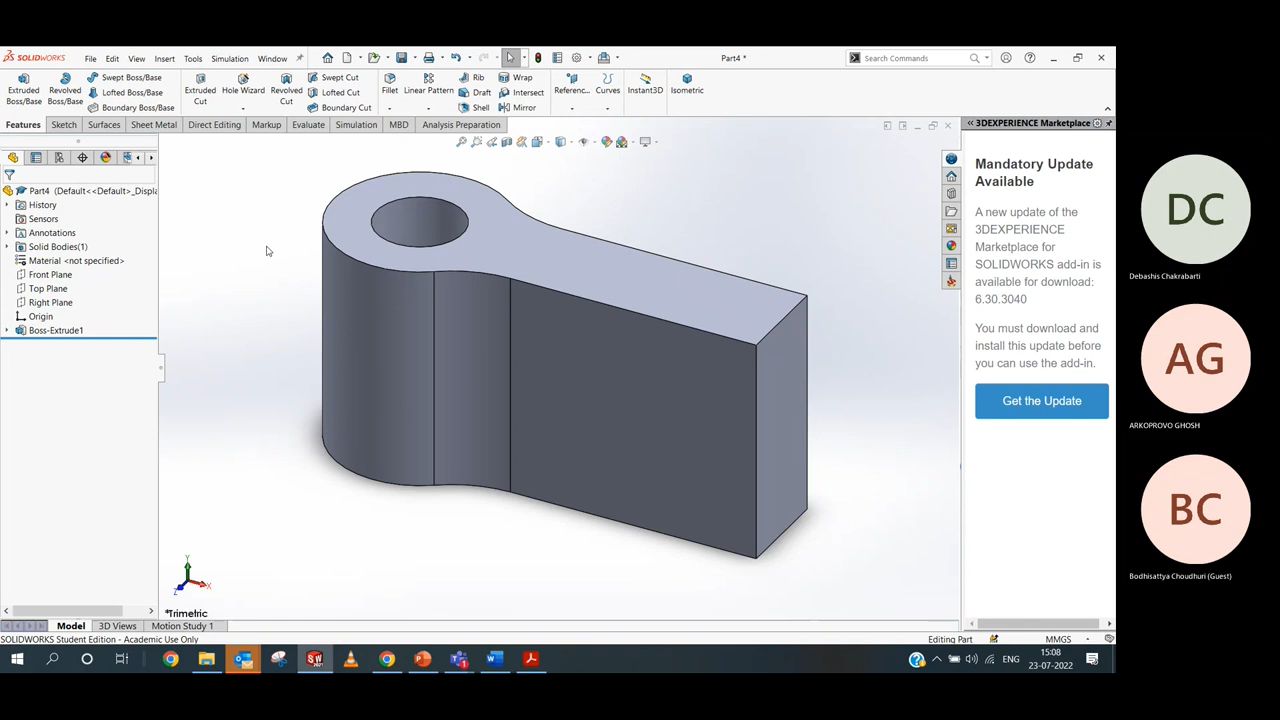 SOLIDWORKS File Edit View Insert Tools Simulation Window Part4 * Search Commands
Extruded Boss/Base
Revolved Boss/Base
Swept Boss/Base
Lofted Boss/Base
Boundary Boss/Base
Extruded Cut
Hole Wizard
Revolved Cut
Swept Cut
Lofted Cut
Boundary Cut
Fillet
Linear Pattern
Rib
Draft
Shell
Wrap
Intersect
Mirror
Referenc...
Curves
Instant3D
Isometric
Features Sketch Surfaces Sheet Metal Direct Editing Markup Evaluate Simulation MBD Analysis Preparation
Part4 (Default<<Default>_Displa
History
Sensors
Annotations
Solid Bodies(1)
Material <not specified>
Front Plane
Top Plane
Right Plane
Origin
Boss-Extrude1
Y
X
Z
*Trimetric
3DEXPERIENCE Marketplace
Mandatory Update
Available
A new update of the
3DEXPERIENCE
Marketplace for
SOLIDWORKS add-in is
available for download:
6.30.3040
You must download and
install this update before
you can use the add-in.
Get the Update
Model 3D Views Motion Study 1
SOLIDWORKS Student Edition - Academic Use Only
Editing Part MMGS
SW
2021
W
ENG
15:08
23-07-2022
DC
Debashis Chakrabarti
AG
ARKOPROVO GHOSH
BC
Bodhisattya Choudhuri (Guest)